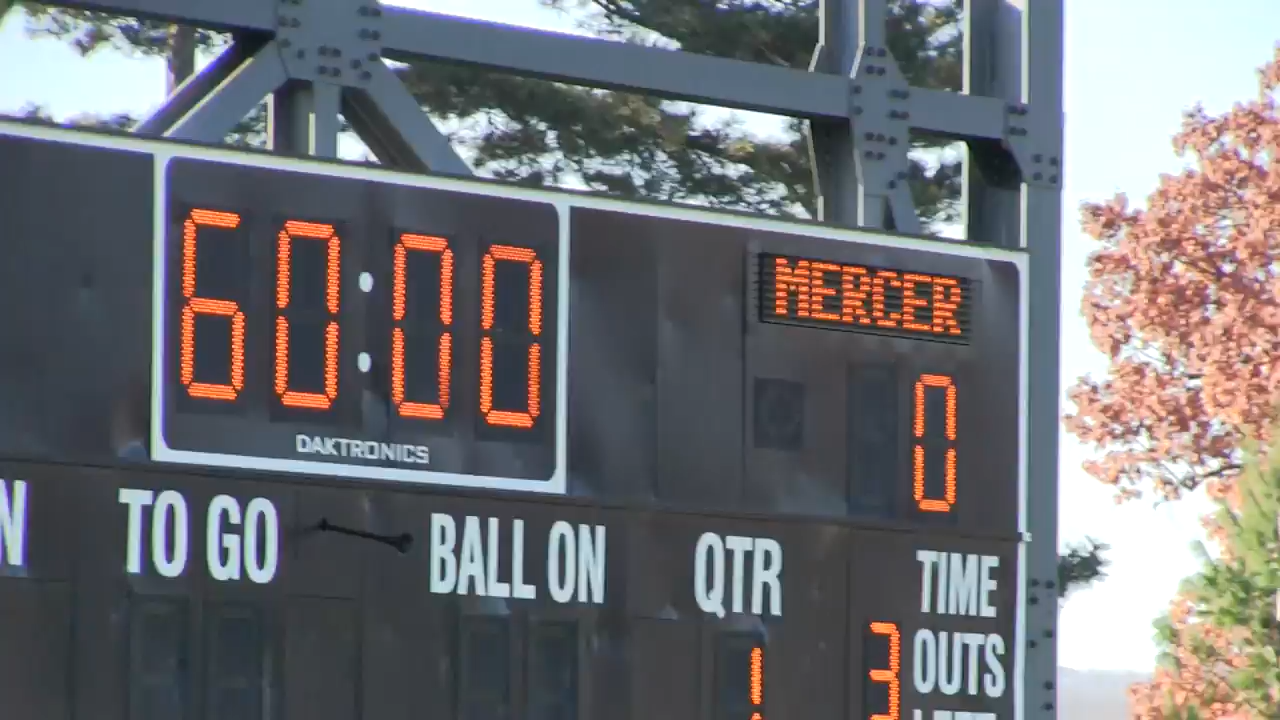 60:00
MERCER
DAKTRONICS
0
N TO GO BALL ON QTR TIME
OUTS
1 3